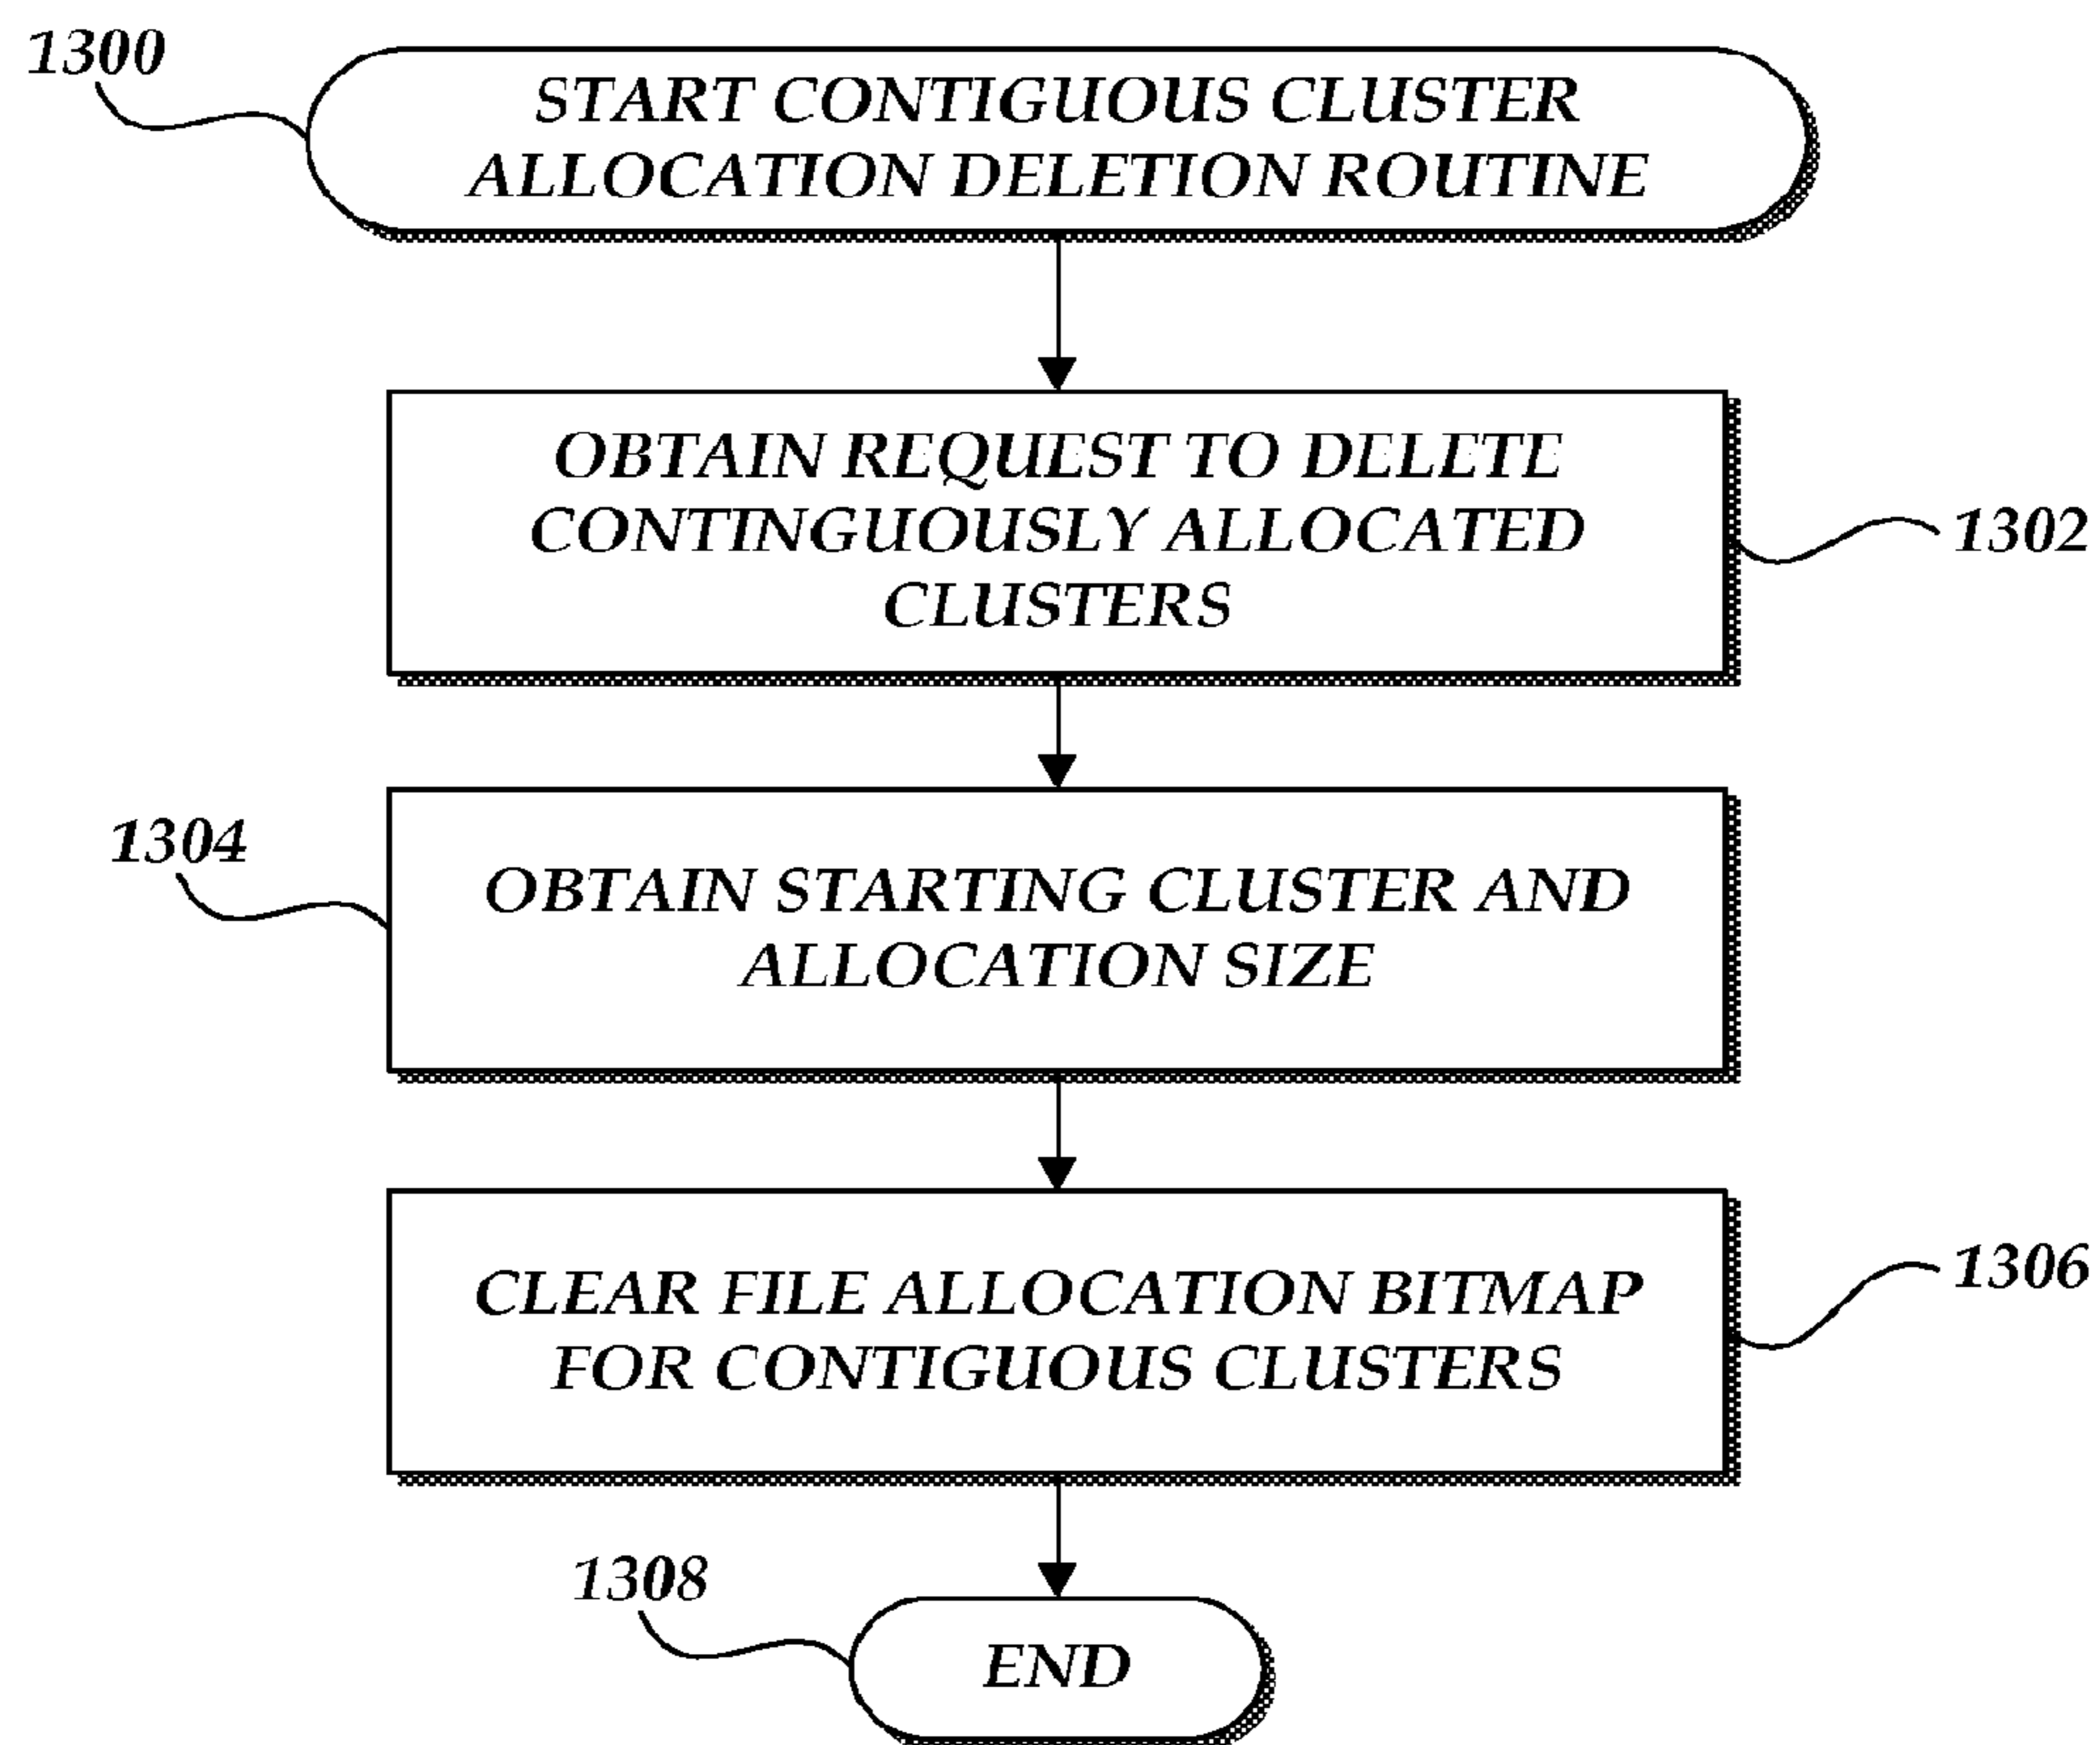 1300
START CONTIGUOUS CLUSTER
ALLOCATION DELETION ROUTINE
OBTAIN REQUEST TO DELETE
CONTINGUOUSLY ALLOCATED
CLUSTERS
1302
1304
OBTAIN STARTING CLUSTER AND
ALLOCATION SIZE
CLEAR FILE ALLOCATION BITMAP
FOR CONTIGUOUS CLUSTERS
1306
1308
END